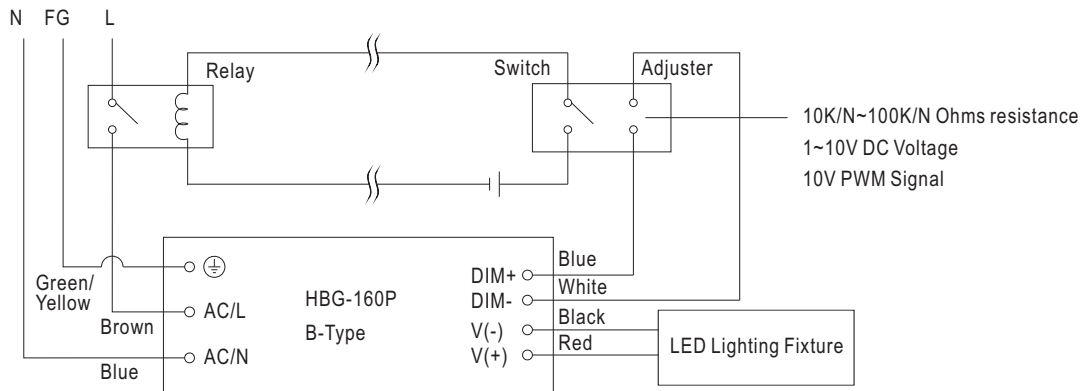 N FG L
Relay
Switch
Adjuster
10K/N~100K/N Ohms resistance
1~10V DC Voltage
10V PWM Signal
Green/
Yellow
Brown
Blue
AC/L
AC/N
HBG-160P
B-Type
DIM+
DIM-
V(-)
V(+)
Blue
White
Black
Red
LED Lighting Fixture